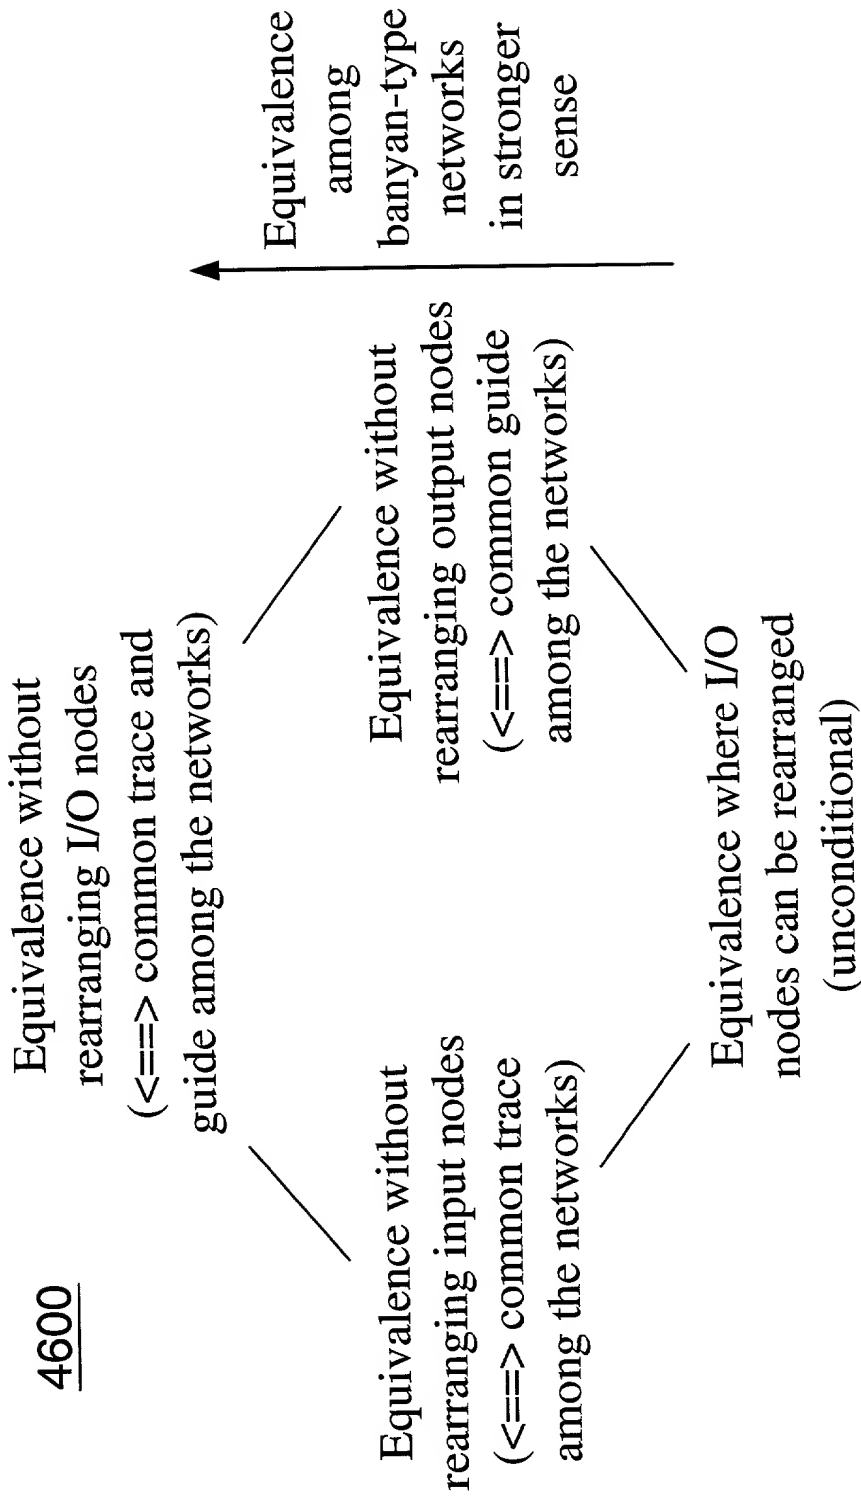 4600
Equivalence without
rearranging I/O nodes
(<==> common trace and
guide among the networks)
Equivalence without
rearranging input nodes
(<==> common trace
among the networks)
Equivalence without
rearranging output nodes
(<==> common guide
among the networks)
Equivalence where I/O
nodes can be rearranged
(unconditional)
Equivalence
among
banyan-type
networks
in stronger
sense